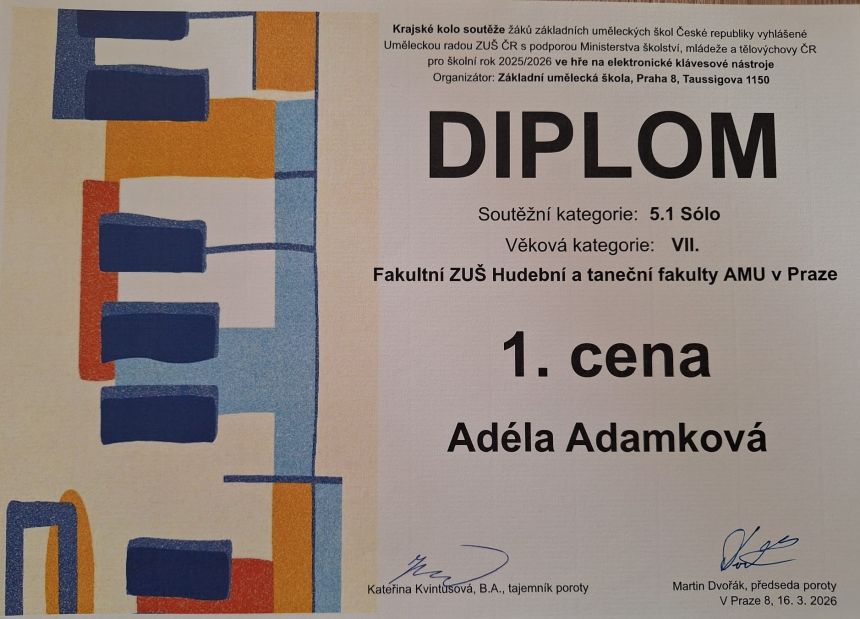 Krajské kolo soutěže žáků základních uměleckých škol České republiky vyhlášené
Uměleckou radou ZUŠ ČR s podporou Ministerstva školství, mládeže a tělovýchovy ČR
pro školní rok 2025/2026 ve hře na elektronické klávesové nástroje
Organizátor: Základní umělecká škola, Praha 8, Taussigova 1150
DIPLOM
Soutěžní kategorie: 5.1 Sólo
Věková kategorie: VII.
Fakultní ZUŠ Hudební a taneční fakulty AMU v Praze
1. cena
Adéla Adamková
Kateřina Kvintusová, B.A., tajemník poroty
Martin Dvořák, předseda poroty
V Praze 8, 16. 3. 2026